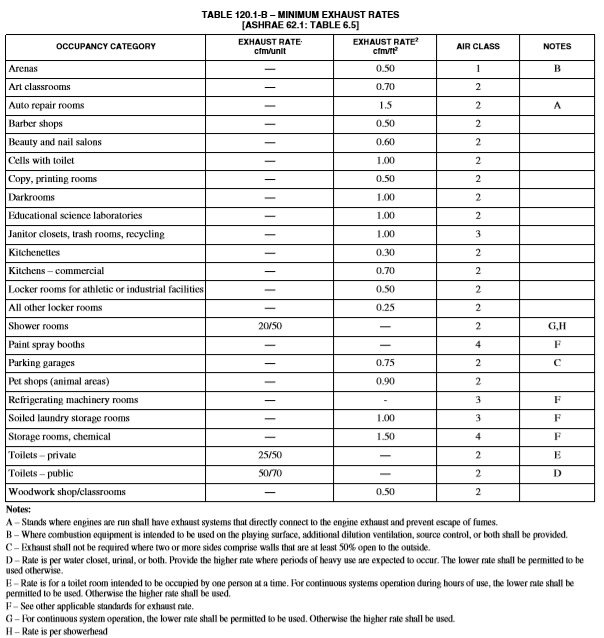 TABLE 120.1-B – MINIMUM EXHAUST RATES
[ASHRAE 62.1: TABLE 6.5]
OCCUPANCY CATEGORY EXHAUST RATE, cfm/unit EXHAUST RATE² cfm/ft² AIR CLASS NOTES
Arenas — 0.50 1 B
Art classrooms — 0.70 2
Auto repair rooms — 1.5 2 A
Barber shops — 0.50 2
Beauty and nail salons — 0.60 2
Cells with toilet — 1.00 2
Copy, printing rooms — 0.50 2
Darkrooms — 1.00 2
Educational science laboratories — 1.00 2
Janitor closets, trash rooms, recycling — 1.00 3
Kitchenettes — 0.30 2
Kitchens – commercial — 0.70 2
Locker rooms for athletic or industrial facilities — 0.50 2
All other locker rooms — 0.25 2
Shower rooms 20/50 — 2 G,H
Paint spray booths — — 4 F
Parking garages — 0.75 2 C
Pet shops (animal areas) — 0.90 2
Refrigerating machinery rooms — - 3 F
Soiled laundry storage rooms — 1.00 3 F
Storage rooms, chemical — 1.50 4 F
Toilets – private 25/50 — 2 E
Toilets – public 50/70 — 2 D
Woodwork shop/classrooms — 0.50 2
Notes:
A – Stands where engines are run shall have exhaust systems that directly connect to the engine exhaust and prevent escape of fumes.
B – Where combustion equipment is intended to be used on the playing surface, additional dilution ventilation, source control, or both shall be provided.
C – Exhaust shall not be required where two or more sides comprise walls that are at least 50% open to the outside.
D – Rate is per water closet, urinal, or both. Provide the higher rate where periods of heavy use are expected to occur. The lower rate shall be permitted to be
used otherwise.
E – Rate is for a toilet room intended to be occupied by one person at a time. For continuous systems operation during hours of use, the lower rate shall be
permitted to be used. Otherwise the higher rate shall be used.
F – See other applicable standards for exhaust rate.
G – For continuous system operation, the lower rate shall be permitted to be used. Otherwise the higher rate shall be used.
H – Rate is per showerhead